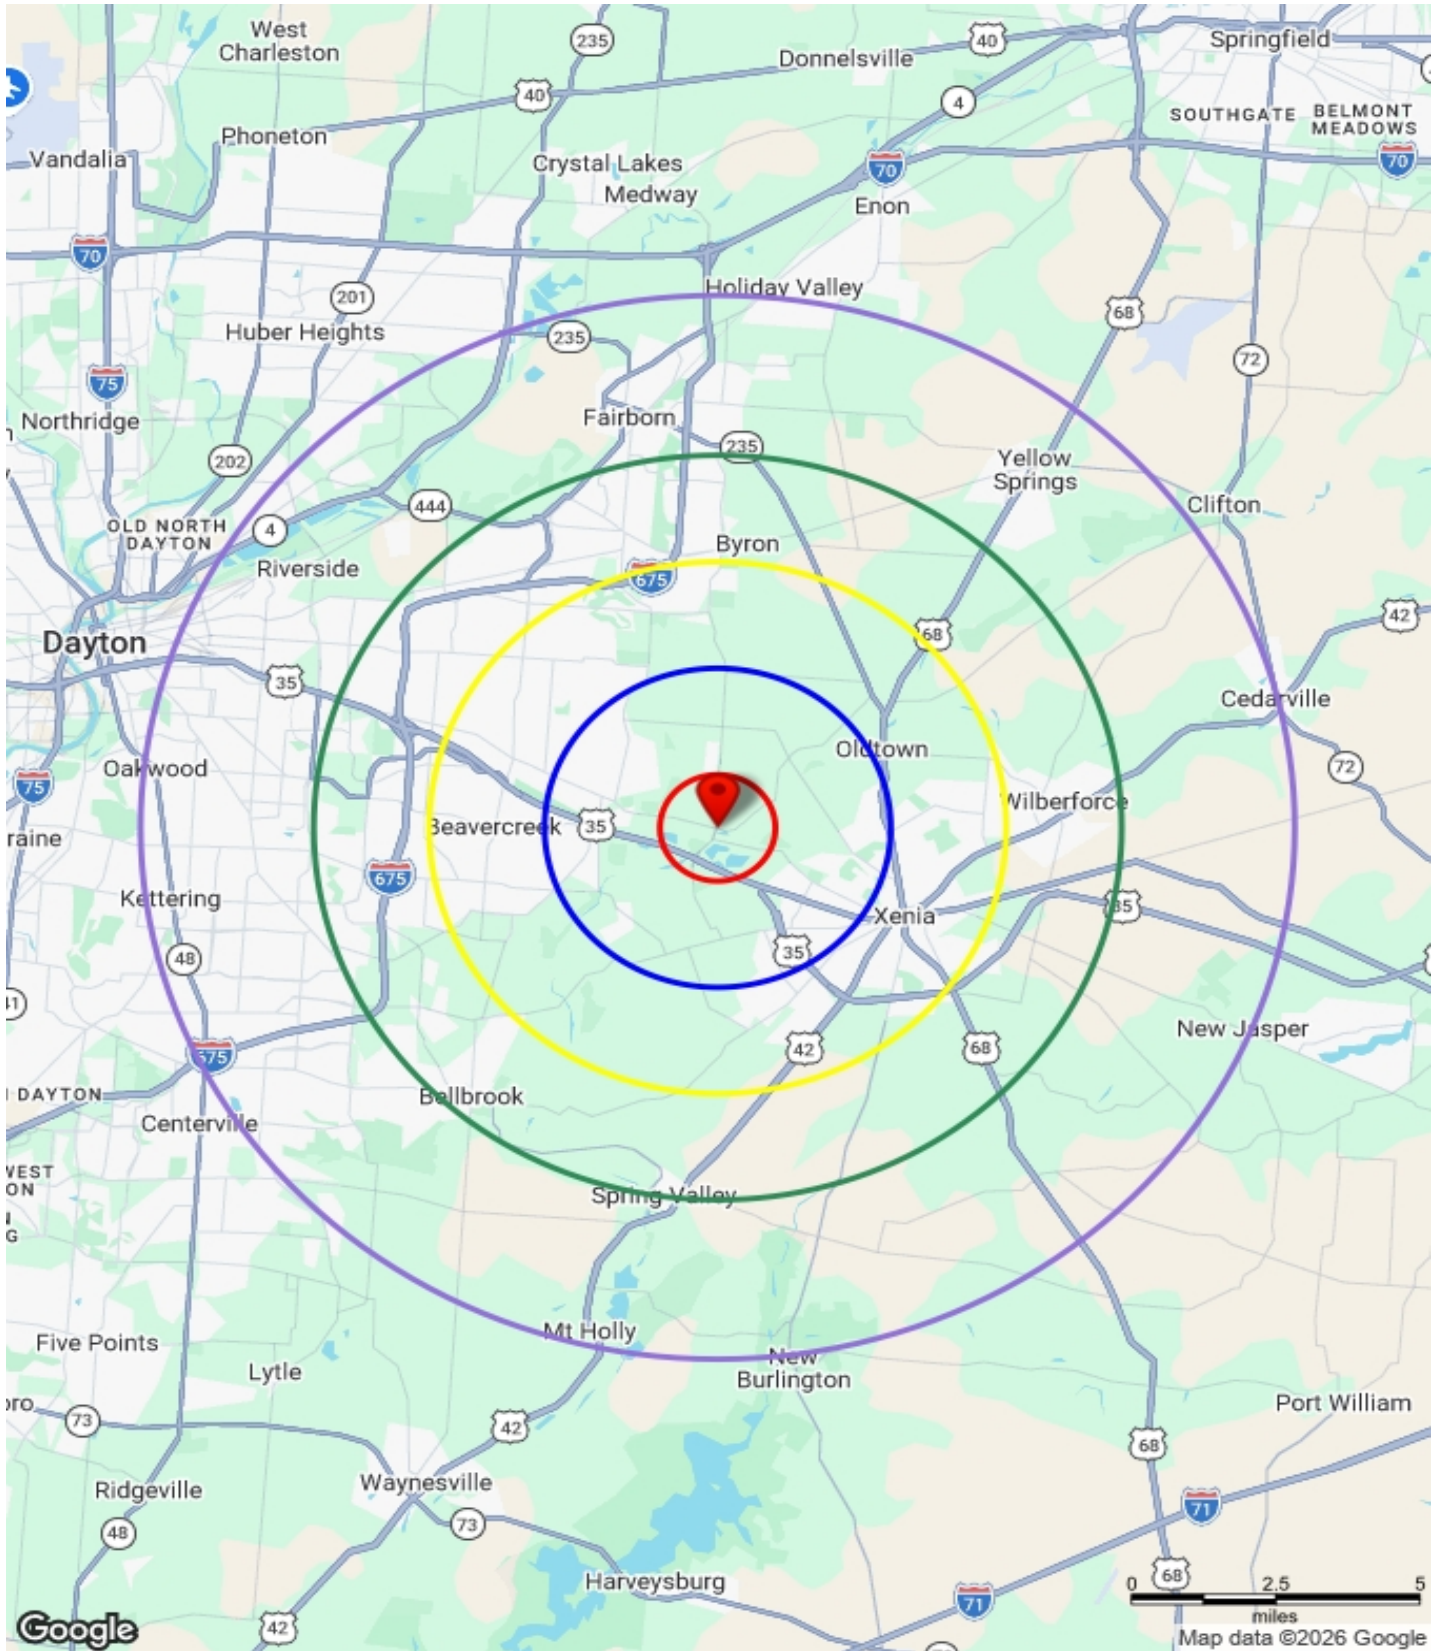 West
Charleston
235
Donnelsville
40
Springfield
40
4
SOUTHGATE
BELMONT
MEADOWS
Phoneton
Vandalia
Crystal Lakes
Medway
70
70
Enon
70
201
Holiday Valley
68
Huber Heights
235
72
75
Northridge
Fairborn
235
202
Yellow
Springs
444
Clifton
OLD NORTH
DAYTON
4
Byron
Riverside
675
42
Dayton
68
35
Cedarville
Oldtown
Oakwood
72
75
Wilberforce
Beavercreek
35
raine
675
Kettering
35
Xenia
48
35
41
New Jasper
42
68
675
DAYTON
Bellbrook
Centerville
WEST
ON
Spring Valley
G
Mt Holly
Five Points
New
Burlington
Lytle
Port William
oro
73
42
68
Waynesville
Ridgeville
71
73
48
68
Harveysburg
0 2.5 5
miles
71
42
Google
Map data ©2026 Google